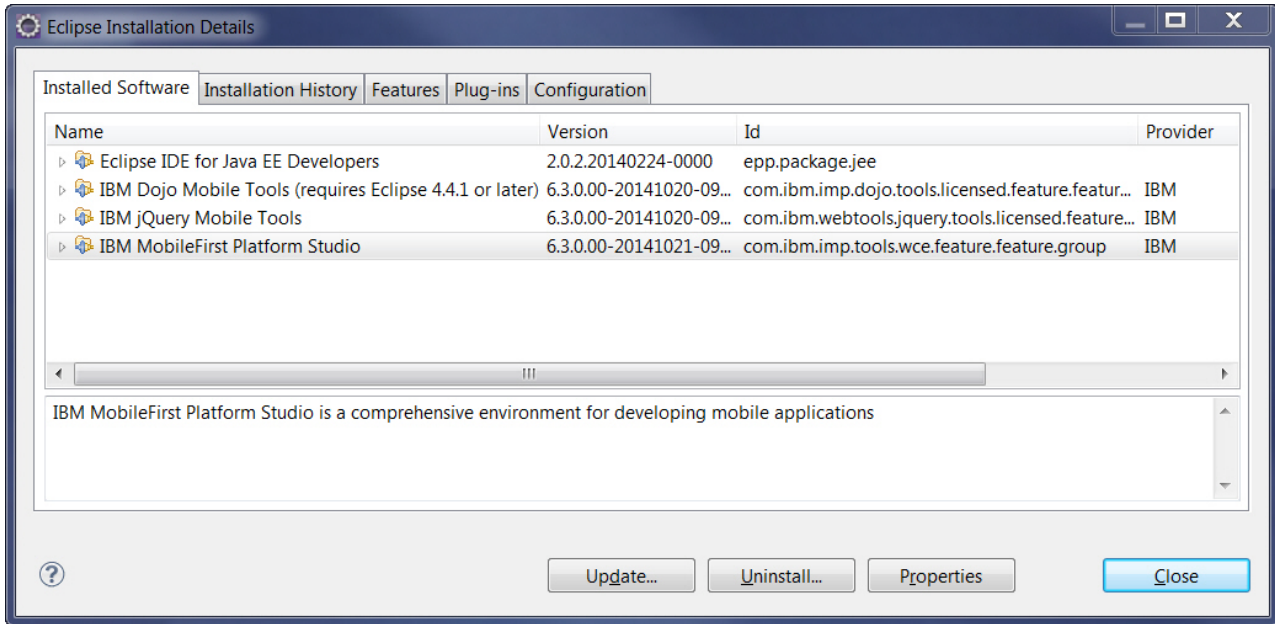 Eclipse Installation Details
Installed Software Installation History Features Plug-ins Configuration
Name Version Id Provider
Eclipse IDE for Java EE Developers 2.0.2.20140224-0000 epp.package.jee
IBM Dojo Mobile Tools (requires Eclipse 4.4.1 or later) 6.3.0.00-20141020-09... com.ibm.imp.dojo.tools.licensed.feature.featur... IBM
IBM jQuery Mobile Tools 6.3.0.00-20141020-09... com.ibm.webtools.jquery.tools.licensed.feature... IBM
IBM MobileFirst Platform Studio 6.3.0.00-20141021-09... com.ibm.imp.tools.wce.feature.feature.group IBM
IBM MobileFirst Platform Studio is a comprehensive environment for developing mobile applications
Update... Uninstall... Properties Close